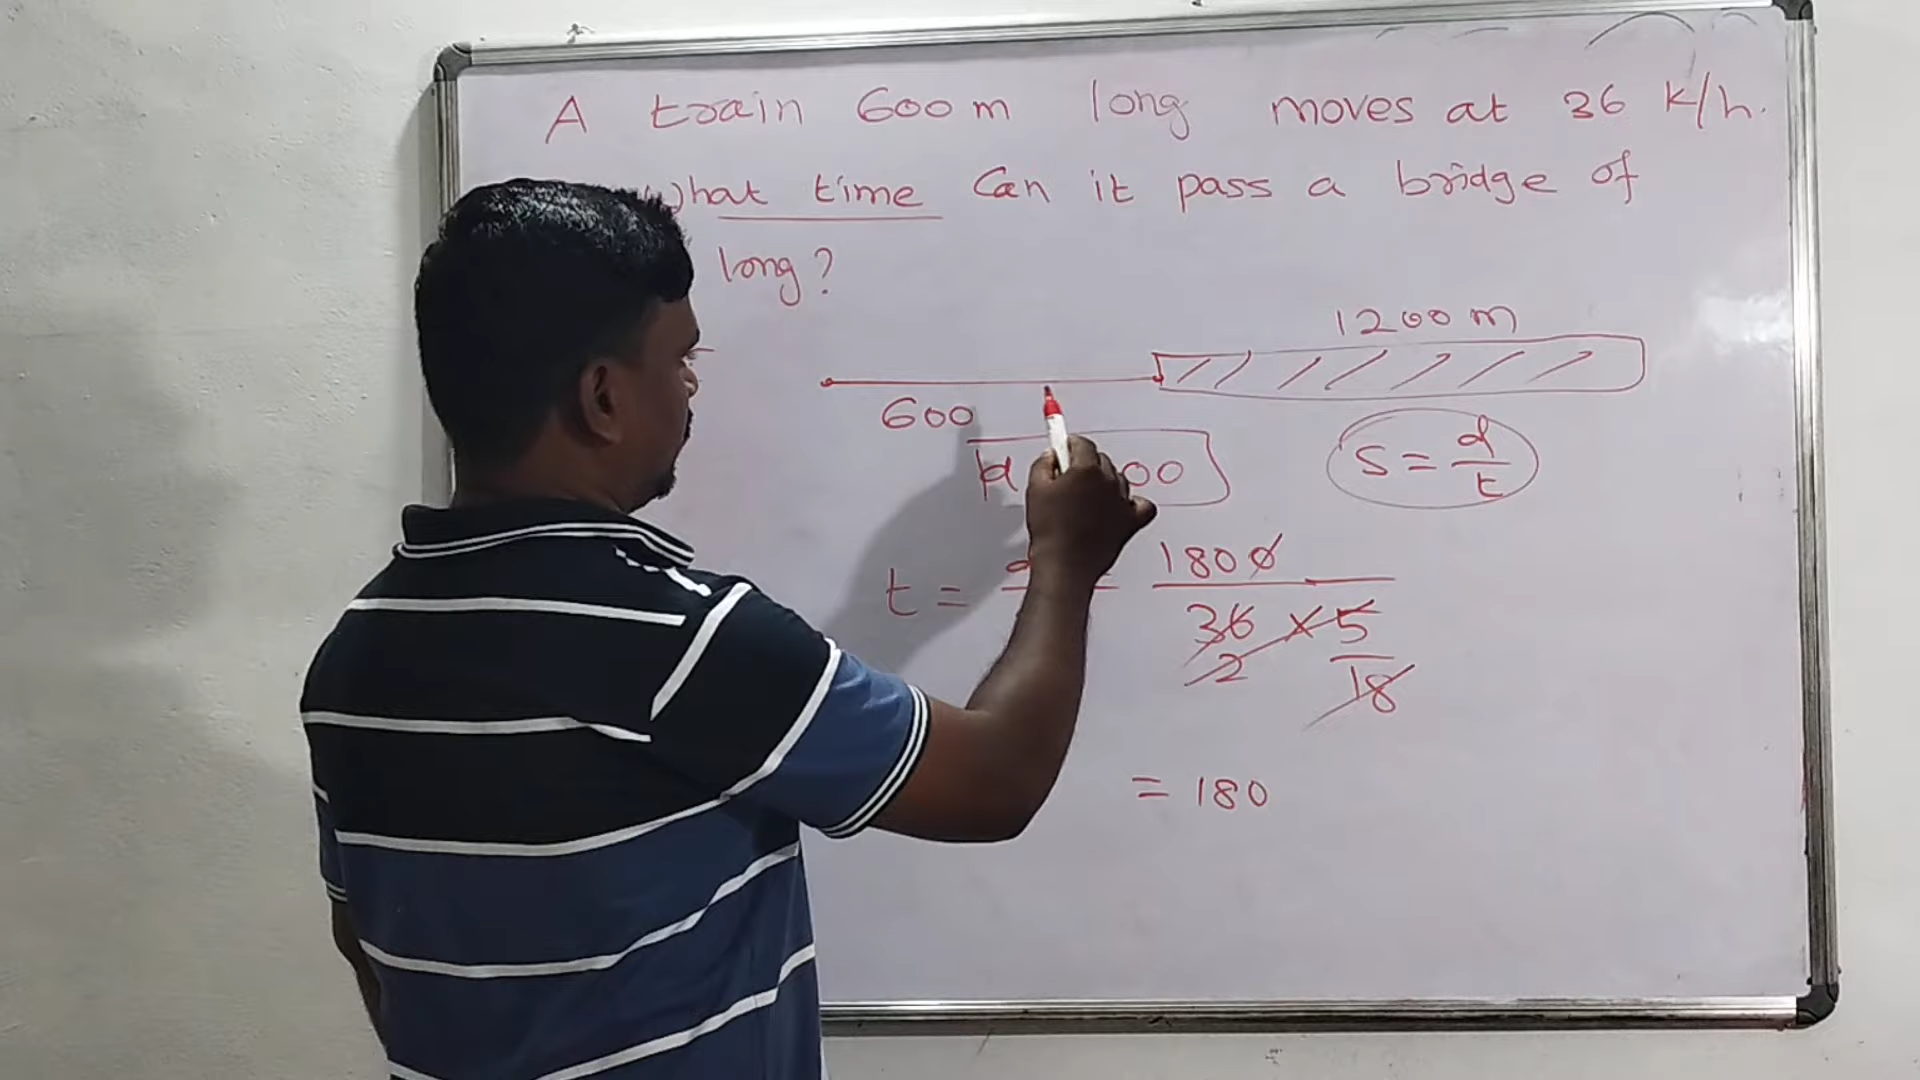 A train 600 m long moves at 36 k/h.
what time Can it pass a bridge of
long?
1200 m
600
d 00
S = d/t
t = 1800
36 × 5
2 18
= 180